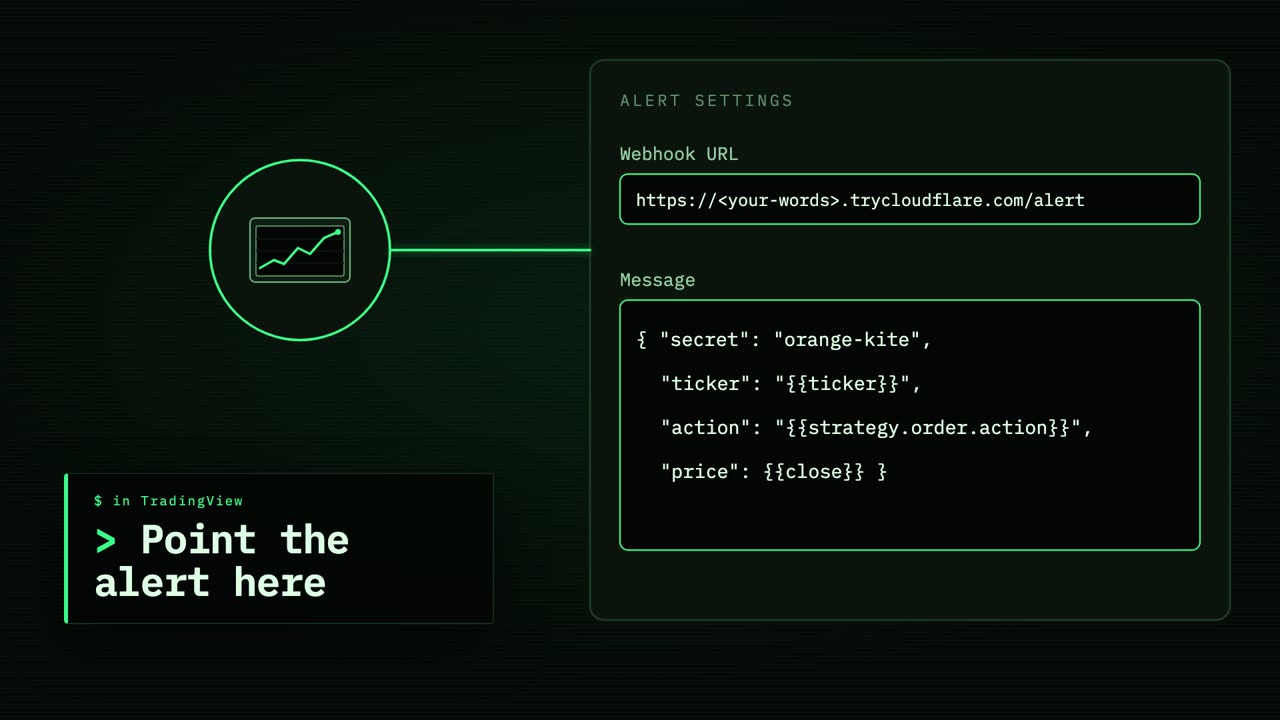 ALERT SETTINGS
Webhook URL
https://<your-words>.trycloudflare.com/alert
Message
{ "secret": "orange-kite",
"ticker": "{{ticker}}",
"action": "{{strategy.order.action}}",
"price": {{close}} }
$ in TradingView
> Point the
alert here